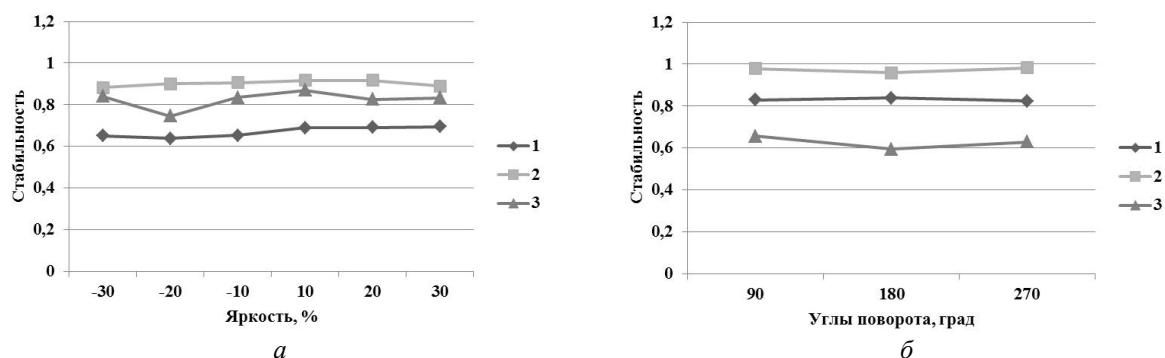 1,2
1
0,8
0,6
0,4
0,2
0
Стабильность
-30 -20 -10 10 20 30
Яркость, %
1
2
3
а
1,2
1
0,8
0,6
0,4
0,2
0
Стабильность
90 180 270
Углы поворота, град
1
2
3
б